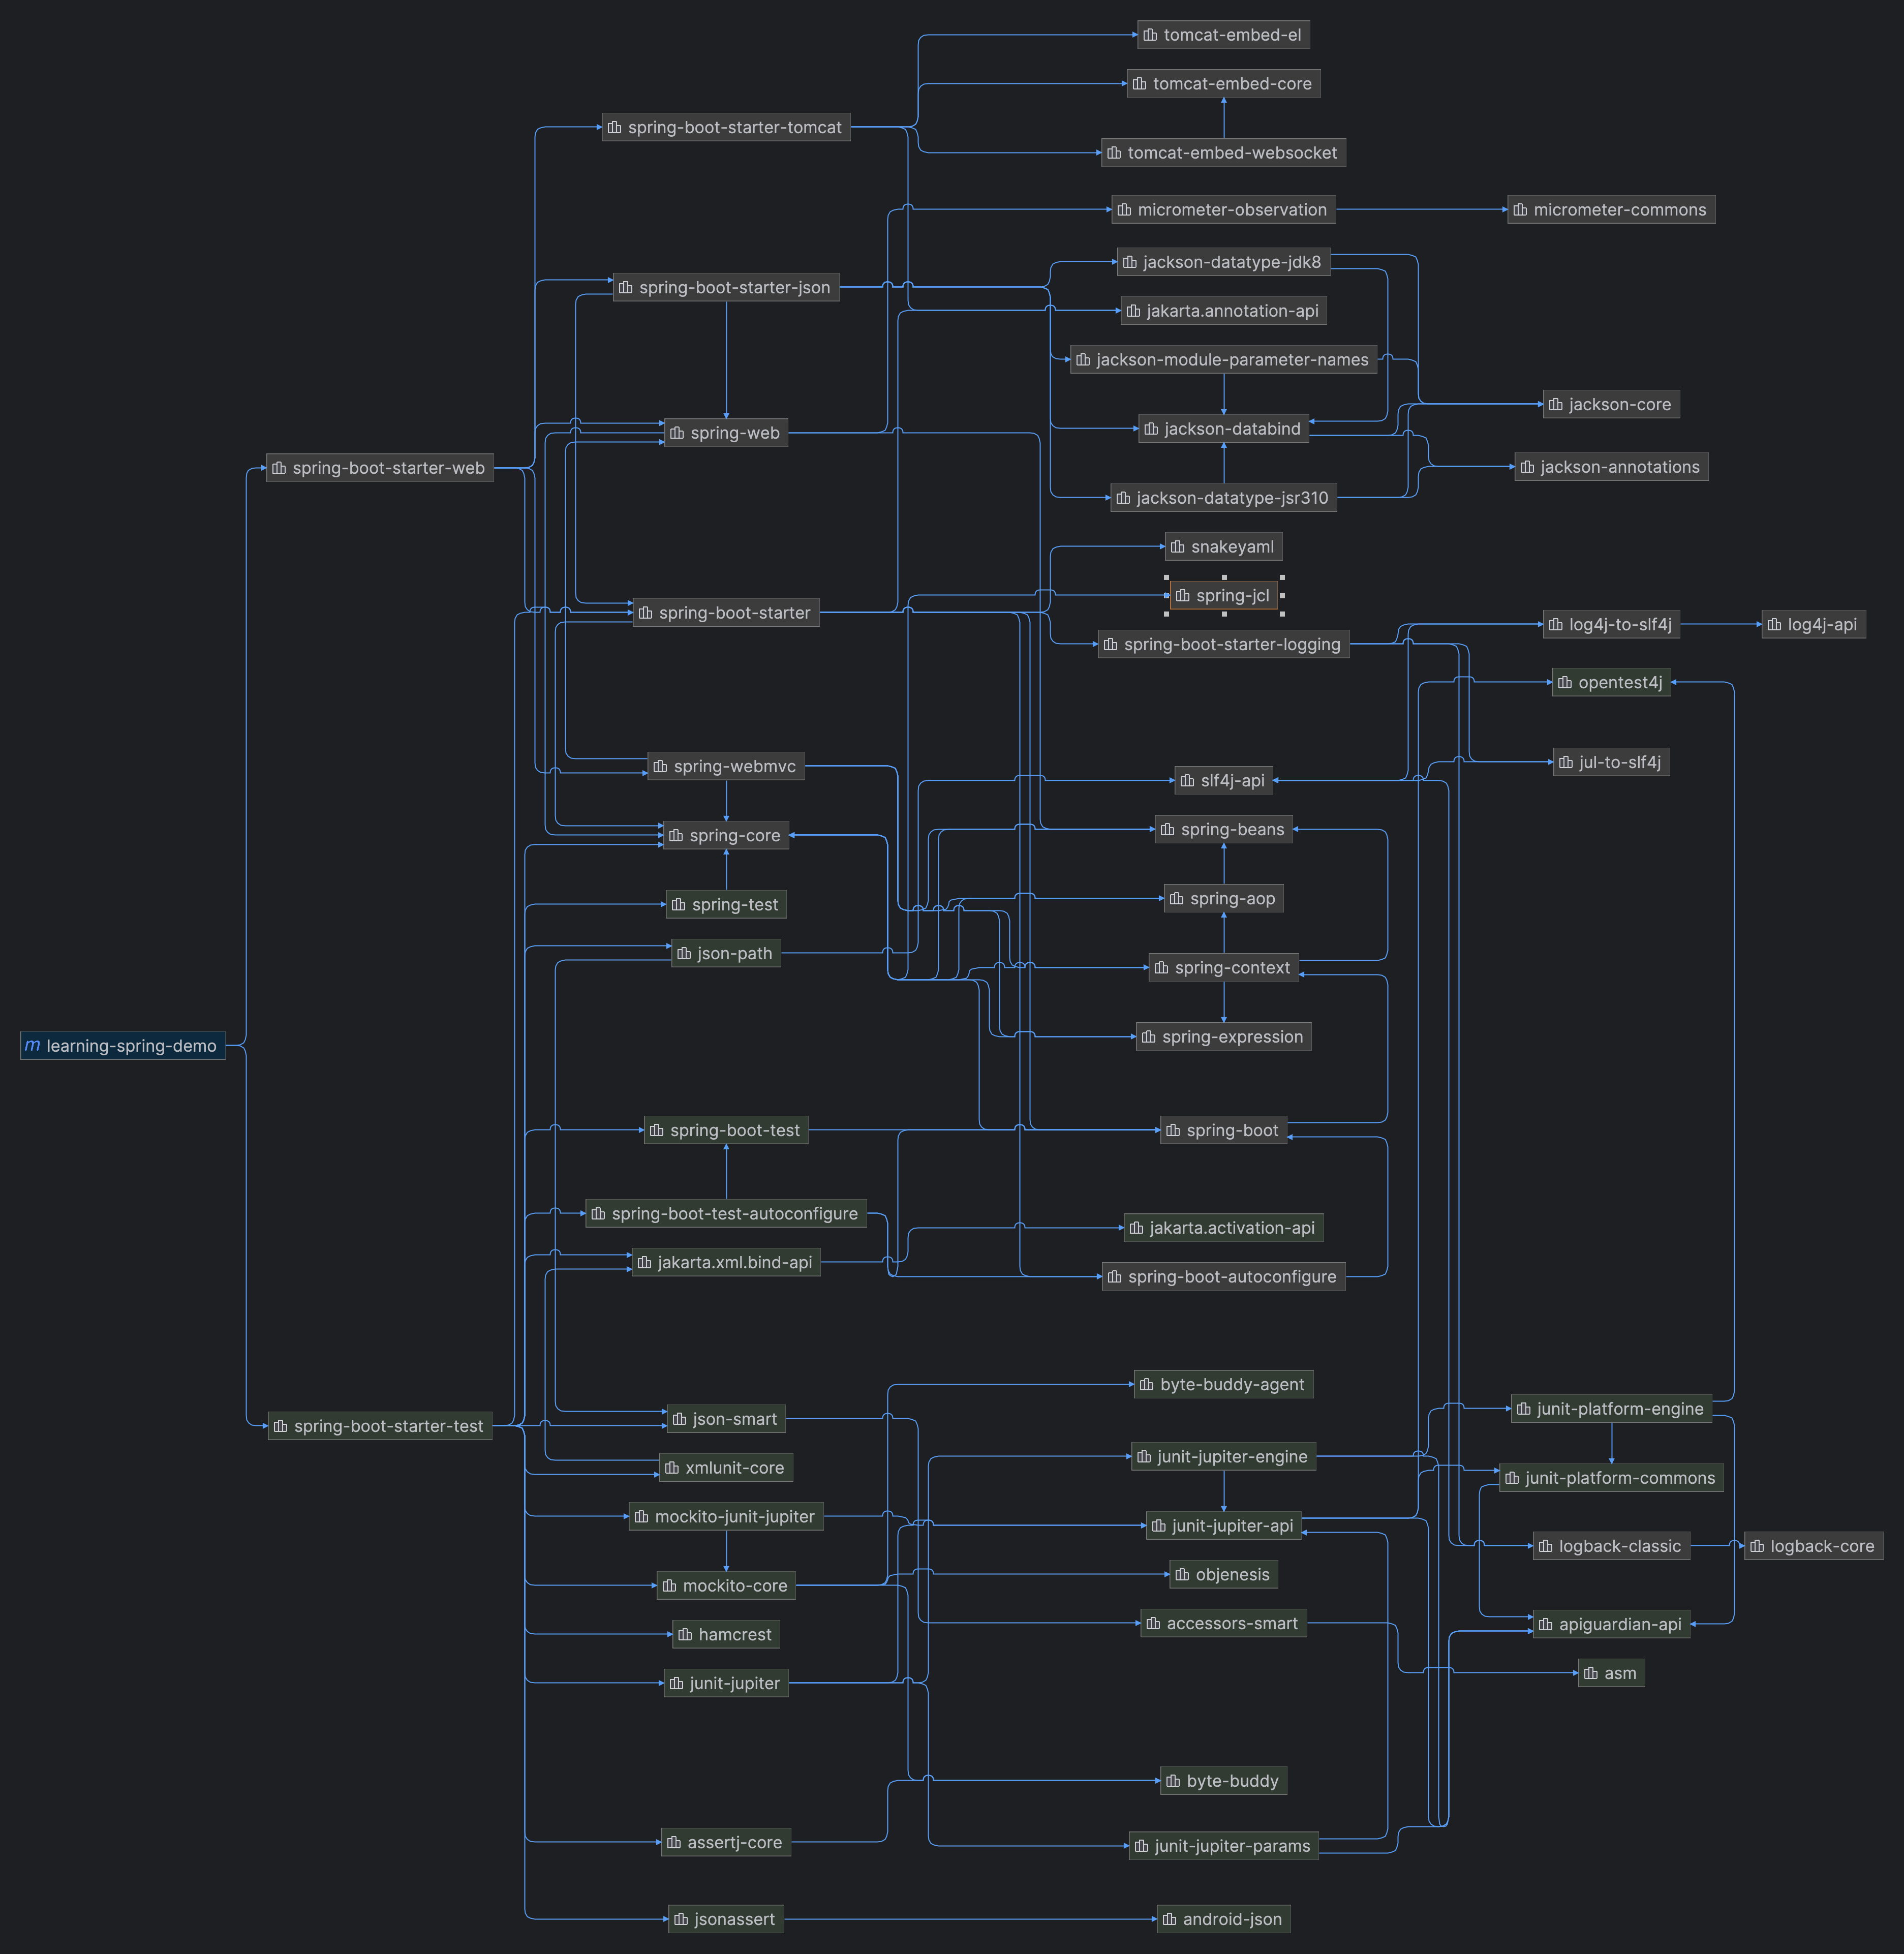 tomcat-embed-el
tomcat-embed-core
spring-boot-starter-tomcat
tomcat-embed-websocket
micrometer-observation
micrometer-commons
jackson-datatype-jdk8
spring-boot-starter-json
jakarta.annotation-api
jackson-module-parameter-names
jackson-core
jackson-databind
spring-web
jackson-annotations
spring-boot-starter-web
jackson-datatype-jsr310
snakeyaml
spring-jcl
spring-boot-starter
log4j-to-slf4j
log4j-api
spring-boot-starter-logging
opentest4j
jul-to-slf4j
spring-webmvc
slf4j-api
spring-beans
spring-core
spring-aop
spring-test
json-path
spring-context
spring-expression
m learning-spring-demo
spring-boot-test
spring-boot
spring-boot-test-autoconfigure
jakarta.activation-api
jakarta.xml.bind-api
spring-boot-autoconfigure
byte-buddy-agent
junit-platform-engine
json-smart
spring-boot-starter-test
junit-jupiter-engine
xmlunit-core
junit-platform-commons
mockito-junit-jupiter
junit-jupiter-api
logback-classic
logback-core
objenesis
mockito-core
accessors-smart
apiguardian-api
hamcrest
asm
junit-jupiter
byte-buddy
assertj-core
junit-jupiter-params
jsonassert
android-json